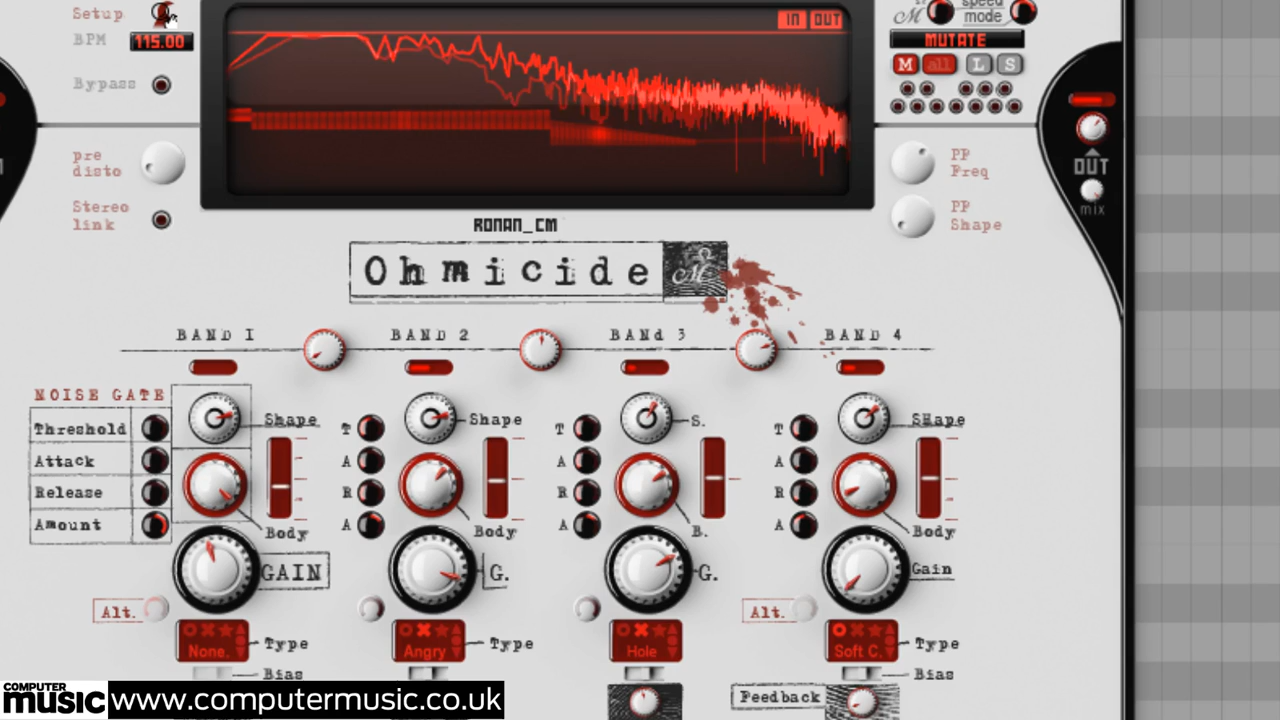 Setup
BPM 115.00
Bypass
pre
disto
Stereo
link
IN OUT
speed
mode
MUTATE
M all L S
OUT
mix
PP
Freq
PP
Shape
RONAN_CM
Ohmicide
BAND 1 BAND 2 BANd 3 BAND 4
NOISE GATE
Threshold
Attack
Release
Amount
Shape
Body
GAIN
Alt.
None.
Type
Bias
T
A
R
A
Shape
Body
G.
Angry
Type
T
A
R
A
S.
B.
G.
Hole
T
A
R
A
SHape
Body
Gain
Alt.
Soft C.
Type
Bias
Feedback
COMPUTER
music www.computermusic.co.uk